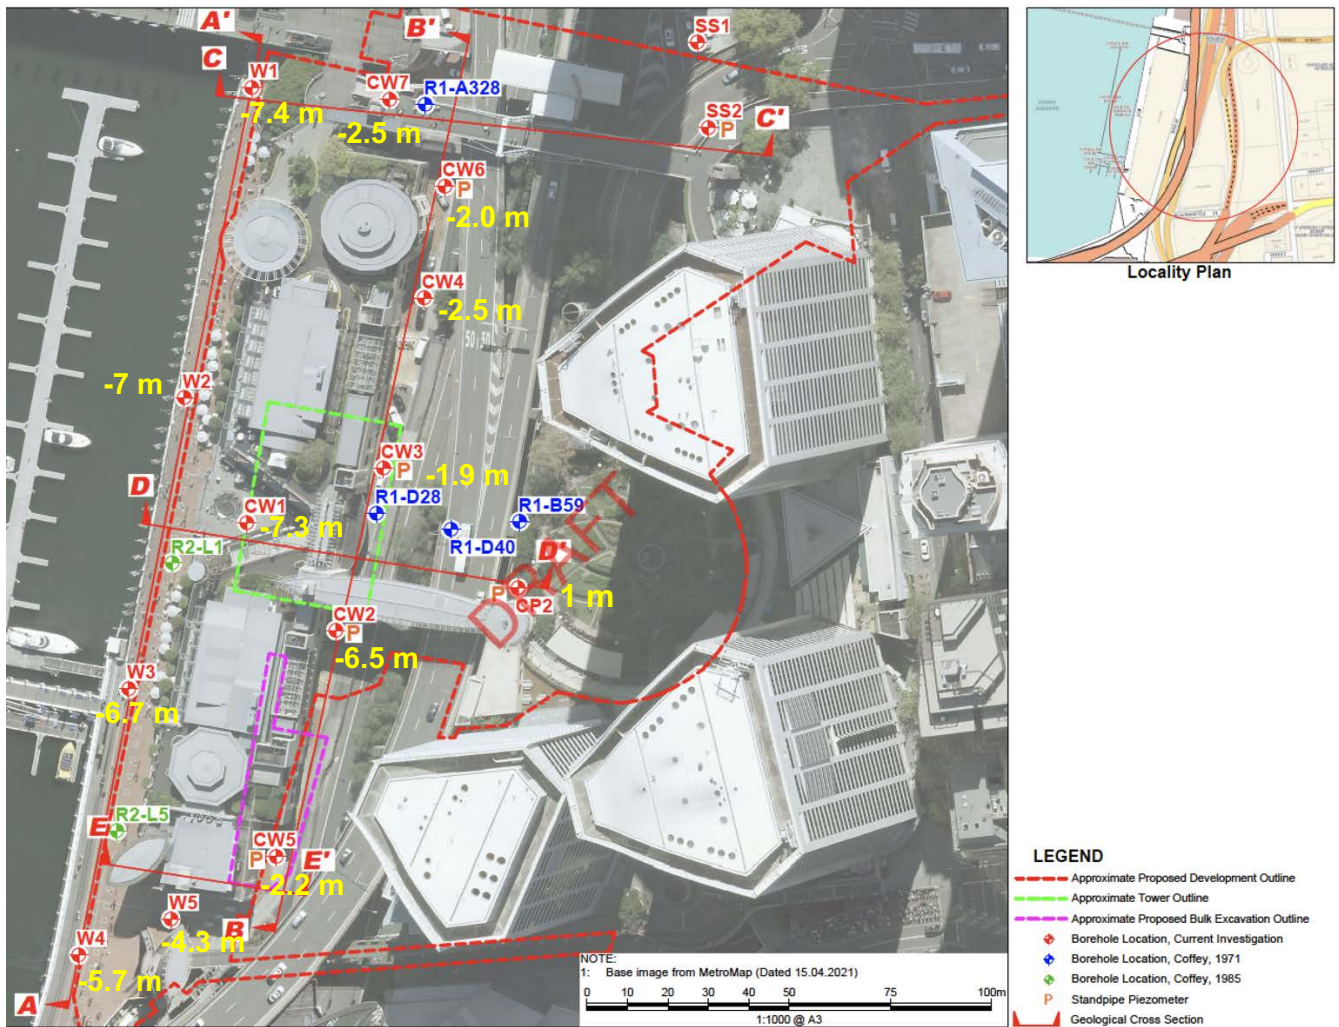 A'
B'
SS1
C
W1
CW7
R1-A328
-7.4 m
-2.5 m
SS2
P
C'
CW6
P
-2.0 m
CW4
-2.5 m
50 50
W2
-7 m
CW3
P
-1.9 m
D
CW1
-7.3 m
R1-D28
R1-D40
R1-B59
R2-L1
D'
P
CP2
1 m
DRAFT
CW2
P
-6.5 m
W3
-6.7 m
R2-L5
E
CW5
P
E'
-2.2 m
W5
-4.3 m
B
W4
-5.7 m
A
NOTE:
1: Base image from MetroMap (Dated 15.04.2021)
0 10 20 30 40 50 75 100m
1:1000 @ A3
Locality Plan
LEGEND
Approximate Proposed Development Outline
Approximate Tower Outline
Approximate Proposed Bulk Excavation Outline
Borehole Location, Current Investigation
Borehole Location, Coffey, 1971
Borehole Location, Coffey, 1985
P Standpipe Piezometer
Geological Cross Section